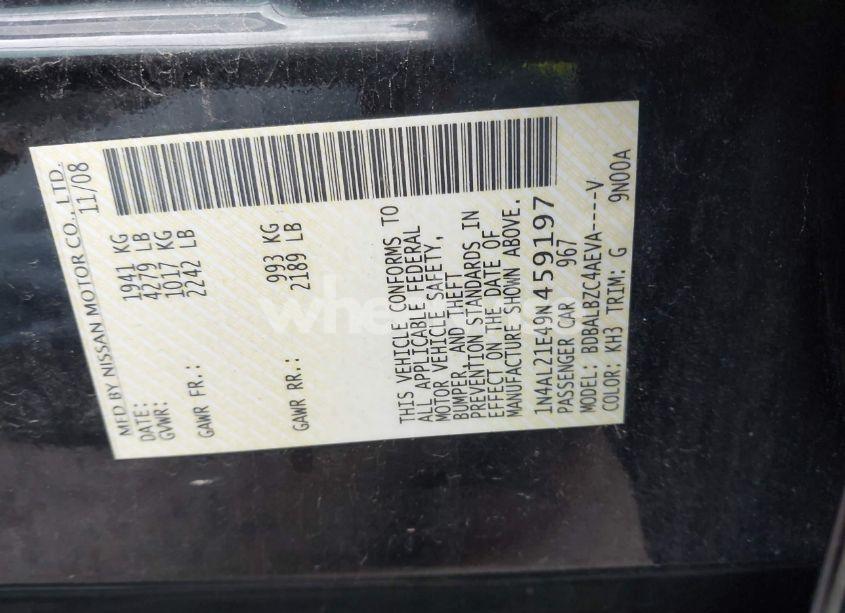 MFD BY NISSAN MOTOR CO., LTD.
DATE: 11/08
GVWR: 1941 KG
4279 LB
GAWR FR.: 1017 KG
2242 LB
GAWR RR.: 993 KG
2189 LB
THIS VEHICLE CONFORMS TO
ALL APPLICABLE FEDERAL
MOTOR VEHICLE SAFETY,
BUMPER, AND THEFT
PREVENTION STANDARDS IN
EFFECT ON THE DATE OF
MANUFACTURE SHOWN ABOVE.
1N4AL21E49N459197
PASSENGER CAR 967
MODEL: BDBALBZC4AEVA----V
COLOR: KH3 TRIM: G 9N00A